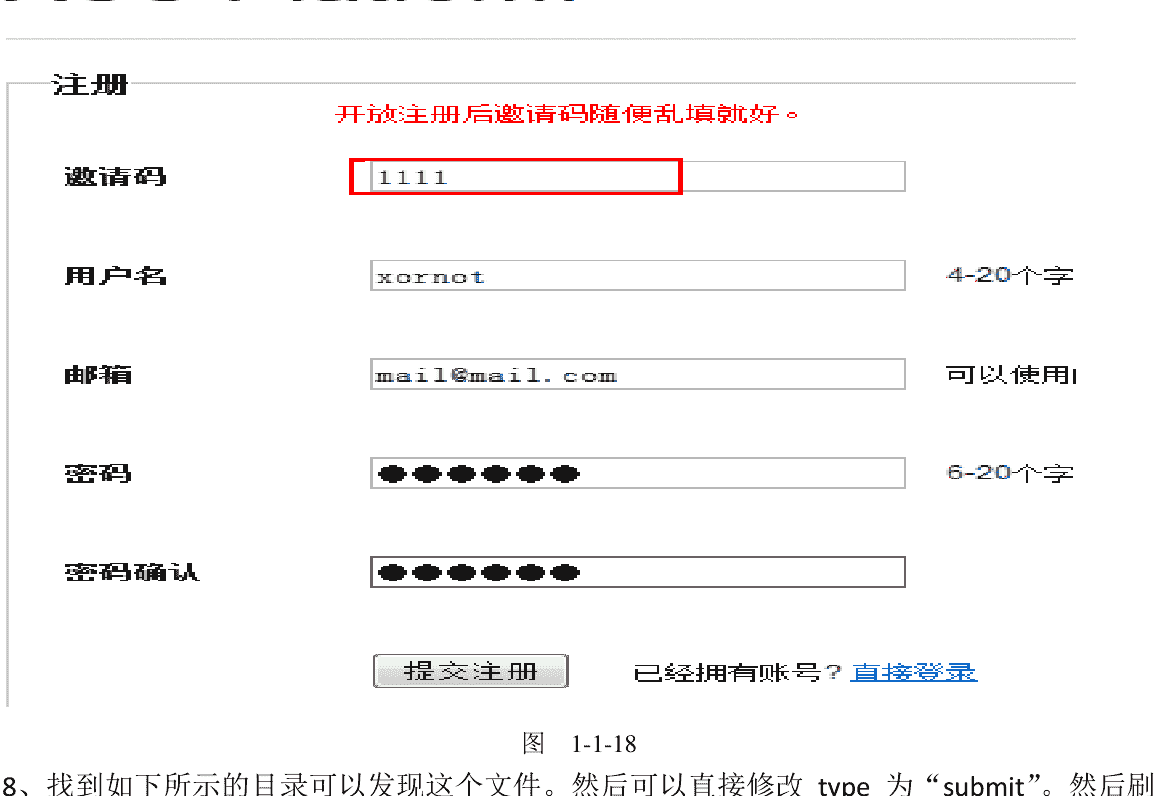 注册
开放注册后邀请码随便乱填就好。
邀请码 1111
用户名 xornot 4-20个字
邮箱 mail@mail.com 可以使用
密码 ●●●●●● 6-20个字
密码确认 ●●●●●●
提交注册 已经拥有账号？直接登录
图 1-1-18
8、找到如下所示的目录可以发现这个文件。然后可以直接修改 type 为“submit”。然后刷